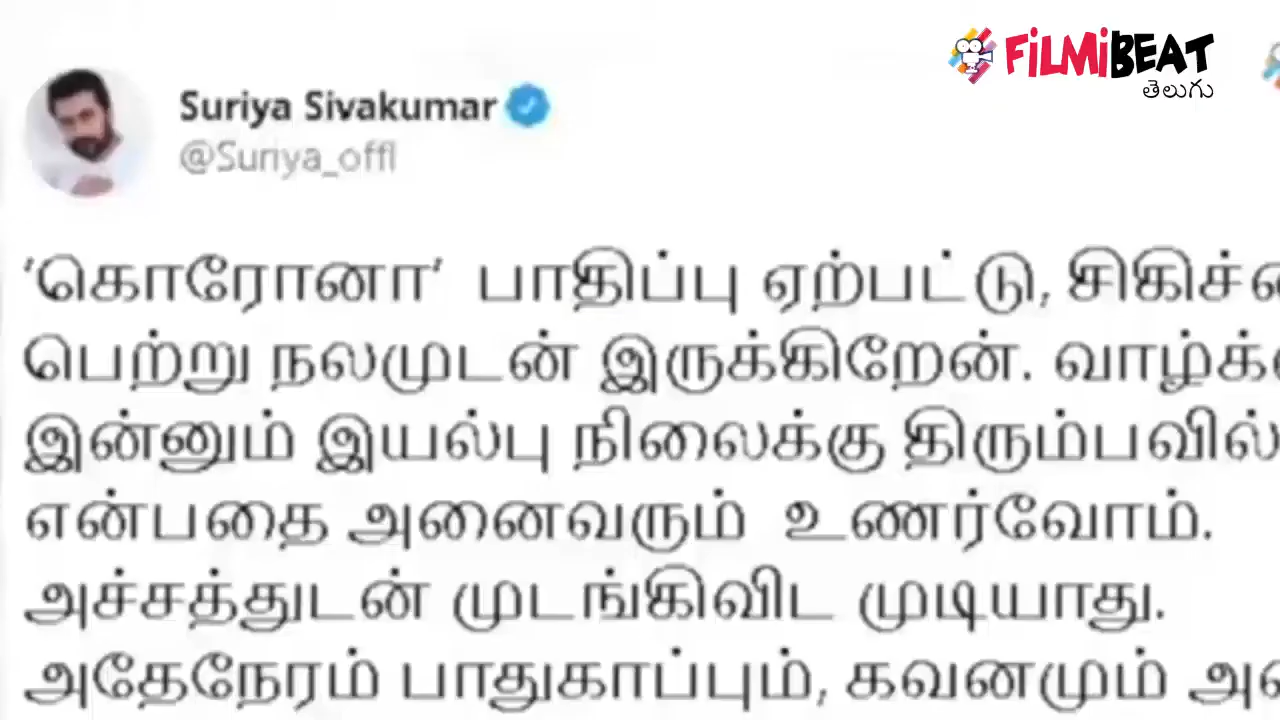 FILMIBEAT
తెలుగు
Suriya Sivakumar
@Suriya_offl
'கொரோனா' பாதிப்பு ஏற்பட்டு,
பெற்று நலமுடன் இருக்கிறேன்.
இன்னும் இயல்பு நிலைக்கு
என்பதை அனைவரும் உணர்வோம்.
அச்சத்துடன் முடங்கிவிட முடியாது.
அதேநேரம் பாதுகாப்பும், கவனமும்